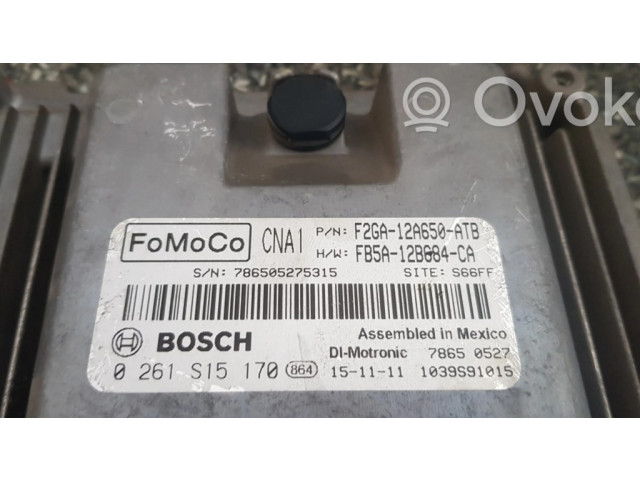 Ovoko
FoMoCo CNA1 P/N: F2GA-12A650-ATB
H/W: FB5A-12B684-CA
S/N: 786505275315 SITE: S66FF
BOSCH Assembled in Mexico
DI-Motronic 7865 0527
0 261 S15 170 864 15-11-11 1039S91015